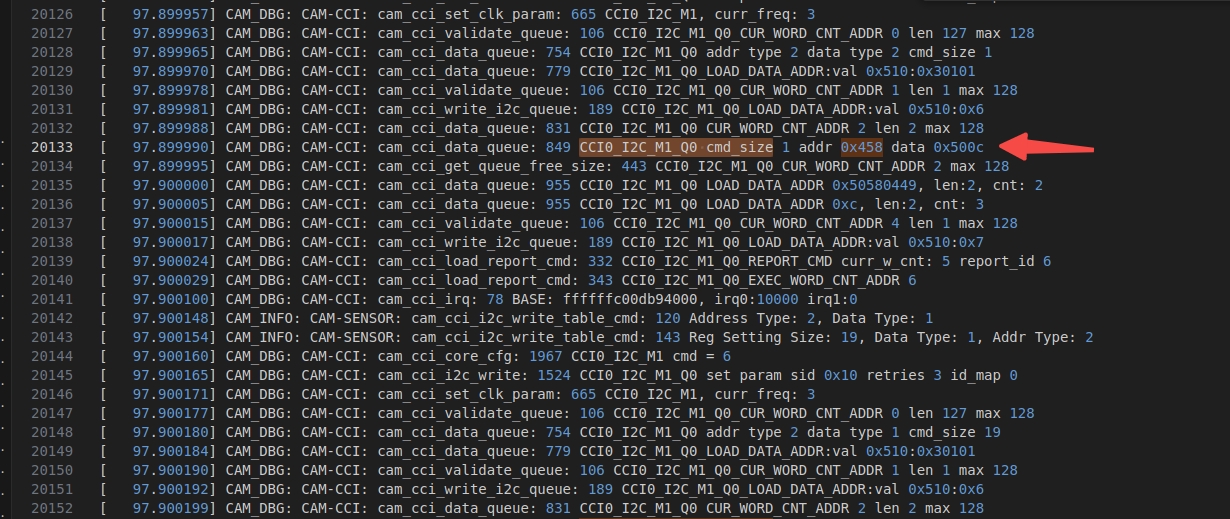 20126 [ 97.899957] CAM_DBG: CAM-CCI: cam_cci_set_clk_param: 665 CCI0_I2C_M1, curr_freq: 3
20127 [ 97.899963] CAM_DBG: CAM-CCI: cam_cci_validate_queue: 106 CCI0_I2C_M1_Q0_CUR_WORD_CNT_ADDR 0 len 127 max 128
20128 [ 97.899965] CAM_DBG: CAM-CCI: cam_cci_data_queue: 754 CCI0_I2C_M1_Q0 addr type 2 data type 2 cmd_size 1
20129 [ 97.899970] CAM_DBG: CAM-CCI: cam_cci_data_queue: 779 CCI0_I2C_M1_Q0_LOAD_DATA_ADDR:val 0x510:0x30101
20130 [ 97.899978] CAM_DBG: CAM-CCI: cam_cci_validate_queue: 106 CCI0_I2C_M1_Q0_CUR_WORD_CNT_ADDR 1 len 1 max 128
20131 [ 97.899981] CAM_DBG: CAM-CCI: cam_cci_write_i2c_queue: 189 CCI0_I2C_M1_Q0_LOAD_DATA_ADDR:val 0x510:0x6
20132 [ 97.899988] CAM_DBG: CAM-CCI: cam_cci_data_queue: 831 CCI0_I2C_M1_Q0 CUR_WORD_CNT_ADDR 2 len 2 max 128
20133 [ 97.899990] CAM_DBG: CAM-CCI: cam_cci_data_queue: 849 CCI0_I2C_M1_Q0 cmd_size 1 addr 0x458 data 0x500c
20134 [ 97.899995] CAM_DBG: CAM-CCI: cam_cci_get_queue_free_size: 443 CCI0_I2C_M1_Q0_CUR_WORD_CNT_ADDR 2 max 128
20135 [ 97.900000] CAM_DBG: CAM-CCI: cam_cci_data_queue: 955 CCI0_I2C_M1_Q0 LOAD_DATA_ADDR 0x50580449, len:2, cnt: 2
20136 [ 97.900005] CAM_DBG: CAM-CCI: cam_cci_data_queue: 955 CCI0_I2C_M1_Q0 LOAD_DATA_ADDR 0xc, len:2, cnt: 3
20137 [ 97.900015] CAM_DBG: CAM-CCI: cam_cci_validate_queue: 106 CCI0_I2C_M1_Q0_CUR_WORD_CNT_ADDR 4 len 1 max 128
20138 [ 97.900017] CAM_DBG: CAM-CCI: cam_cci_write_i2c_queue: 189 CCI0_I2C_M1_Q0_LOAD_DATA_ADDR:val 0x510:0x7
20139 [ 97.900024] CAM_DBG: CAM-CCI: cam_cci_load_report_cmd: 332 CCI0_I2C_M1_Q0_REPORT_CMD curr_w_cnt: 5 report_id 6
20140 [ 97.900029] CAM_DBG: CAM-CCI: cam_cci_load_report_cmd: 343 CCI0_I2C_M1_Q0_EXEC_WORD_CNT_ADDR 6
20141 [ 97.900100] CAM_DBG: CAM-CCI: cam_cci_irq: 78 BASE: ffffffc00db94000, irq0:10000 irq1:0
20142 [ 97.900148] CAM_INFO: CAM-SENSOR: cam_cci_i2c_write_table_cmd: 120 Address Type: 2, Data Type: 1
20143 [ 97.900154] CAM_INFO: CAM-SENSOR: cam_cci_i2c_write_table_cmd: 143 Reg Setting Size: 19, Data Type: 1, Addr Type: 2
20144 [ 97.900160] CAM_DBG: CAM-CCI: cam_cci_core_cfg: 1967 CCI0_I2C_M1 cmd = 6
20145 [ 97.900165] CAM_DBG: CAM-CCI: cam_cci_i2c_write: 1524 CCI0_I2C_M1_Q0 set param sid 0x10 retries 3 id_map 0
20146 [ 97.900171] CAM_DBG: CAM-CCI: cam_cci_set_clk_param: 665 CCI0_I2C_M1, curr_freq: 3
20147 [ 97.900177] CAM_DBG: CAM-CCI: cam_cci_validate_queue: 106 CCI0_I2C_M1_Q0_CUR_WORD_CNT_ADDR 0 len 127 max 128
20148 [ 97.900180] CAM_DBG: CAM-CCI: cam_cci_data_queue: 754 CCI0_I2C_M1_Q0 addr type 2 data type 1 cmd_size 19
20149 [ 97.900184] CAM_DBG: CAM-CCI: cam_cci_data_queue: 779 CCI0_I2C_M1_Q0_LOAD_DATA_ADDR:val 0x510:0x30101
20150 [ 97.900190] CAM_DBG: CAM-CCI: cam_cci_validate_queue: 106 CCI0_I2C_M1_Q0_CUR_WORD_CNT_ADDR 1 len 1 max 128
20151 [ 97.900192] CAM_DBG: CAM-CCI: cam_cci_write_i2c_queue: 189 CCI0_I2C_M1_Q0_LOAD_DATA_ADDR:val 0x510:0x6
20152 [ 97.900199] CAM_DBG: CAM-CCI: cam_cci_data_queue: 831 CCI0_I2C_M1_Q0 CUR_WORD_CNT_ADDR 2 len 2 max 128